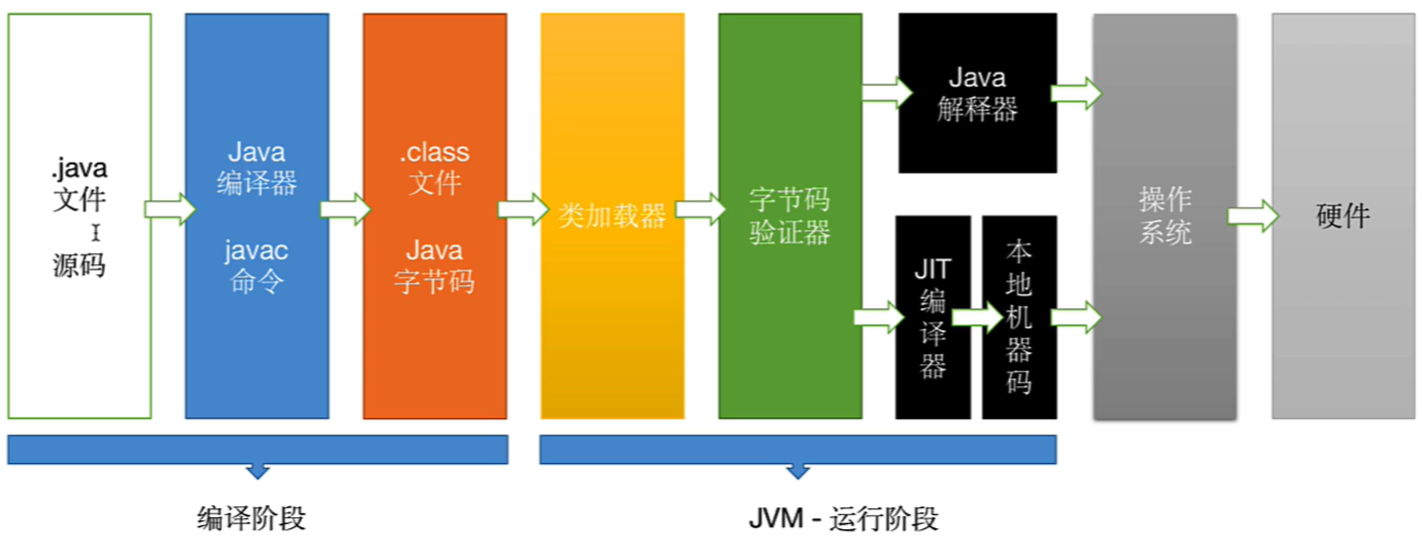 .java
文件
源码
Java
编译器
javac
命令
.class
文件
Java
字节码
类加载器
字节码
验证器
Java
解释器
JIT
编
译
器
本
地
机
器
码
操作
系统
硬件
编译阶段
JVM - 运行阶段